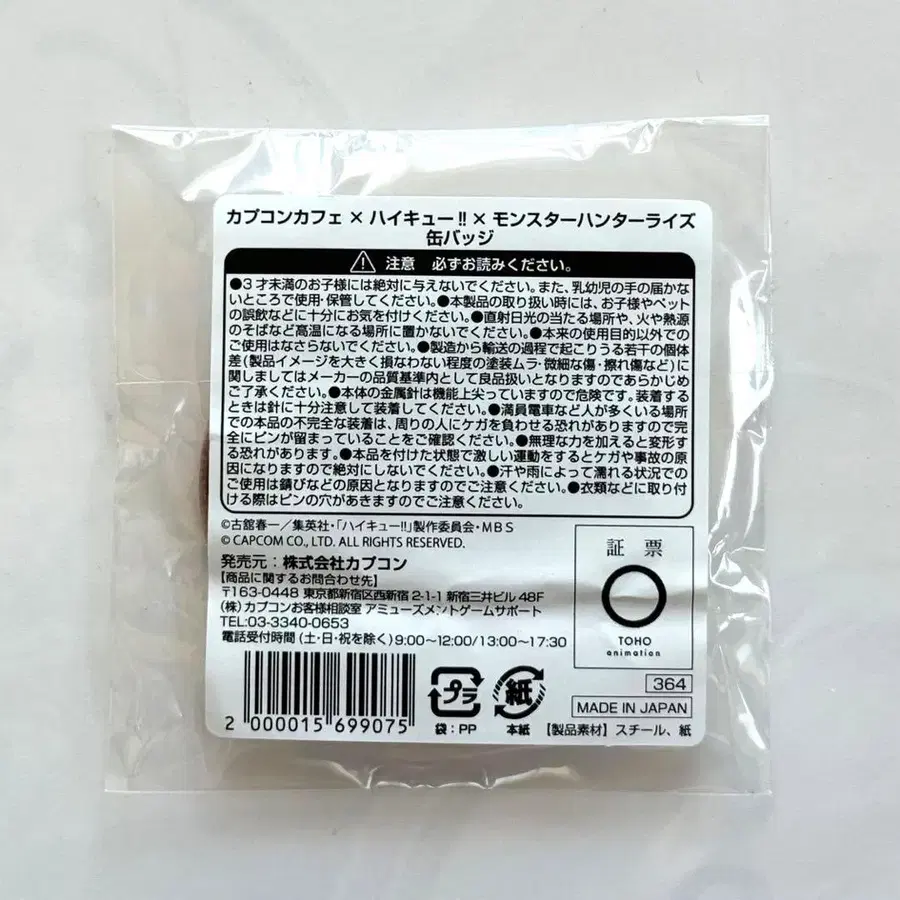 カプコンカフェ × ハイキュー!! × モンスターハンターライズ
缶バッジ
⚠ 注意 必ずお読みください。
●3才未満のお子様には絶対に与えないでください。また、乳幼児の手の届かな
いところで使用・保管してください。●本製品の取り扱い時には、お子様やペット
の誤飲などに十分にお気を付けください。●直射日光の当たる場所や、火や熱源
のそばなど高温になる場所に置かないでください。●本来の使用目的以外での
ご使用はなさらないでください。●製造から輸送の過程で起こりうる若干の個体
差(製品イメージを大きく損なわない程度の塗装ムラ・微細な傷・擦れ傷など)に
関しましてはメーカーの品質基準内として良品扱いとなりますのであらかじめ
ご了承ください。●本体の金属針は機能上尖っていますので危険です。装着する
ときは針に十分注意して装着してください。●満員電車など人が多くいる場所
での本品の不完全な装着は、周りの人にケガを負わせる恐れがありますので完
全にピンが留まっていることをご確認ください。●無理な力を加えると変形す
る恐れがあります。●本品を付けた状態で激しい運動をするとケガや事故の原
因になりますので絶対にしないでください。●汗や雨によって濡れる状況での
ご使用は錆びなどの原因となりますのでご注意ください。●衣類などに取り付
ける際はピンの穴があきますのでご注意ください。
©古舘春一／集英社・「ハイキュー!!」製作委員会・MBS
© CAPCOM CO., LTD. ALL RIGHTS RESERVED.
発売元：株式会社カプコン
【商品に関するお問合わせ先】
〒163-0448 東京都新宿区西新宿 2-1-1 新宿三井ビル 48F
(株) カプコンお客様相談室 アミューズメントゲームサポート
TEL:03-3340-0653
電話受付時間 (土・日・祝を除く) 9:00～12:00/13:00～17:30
証票
TOHO
animation
364
MADE IN JAPAN
2 000015 699075
プラ
袋：PP
紙
本紙
【製品素材】スチール、紙